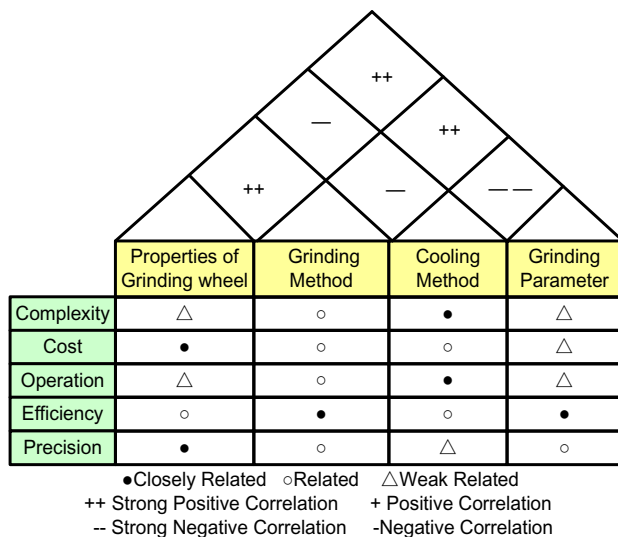 ++
— ++
++ — — —
Properties of Grinding wheel Grinding Method Cooling Method Grinding Parameter
Complexity △ ○ ● △
Cost ● ○ ○ △
Operation △ ○ ● △
Efficiency ○ ● ○ ●
Precision ● ○ △ ○
●Closely Related ○Related △Weak Related
++ Strong Positive Correlation + Positive Correlation
-- Strong Negative Correlation -Negative Correlation